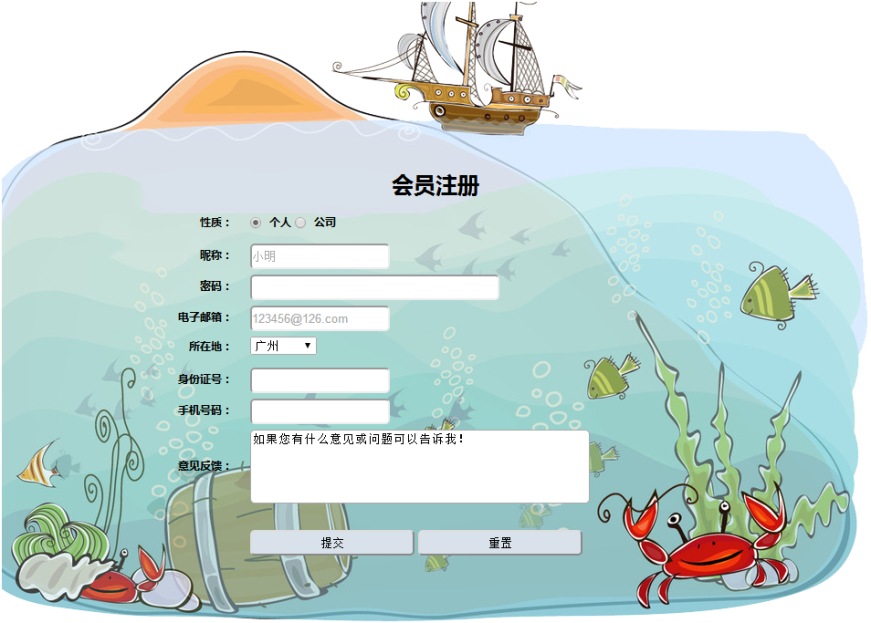 会员注册
性质： 个人 公司
昵称： 小明
密码：
电子邮箱： 123456@126.com
所在地： 广州
身份证号：
手机号码：
意见反馈： 如果您有什么意见或问题可以告诉我！
提交 重置